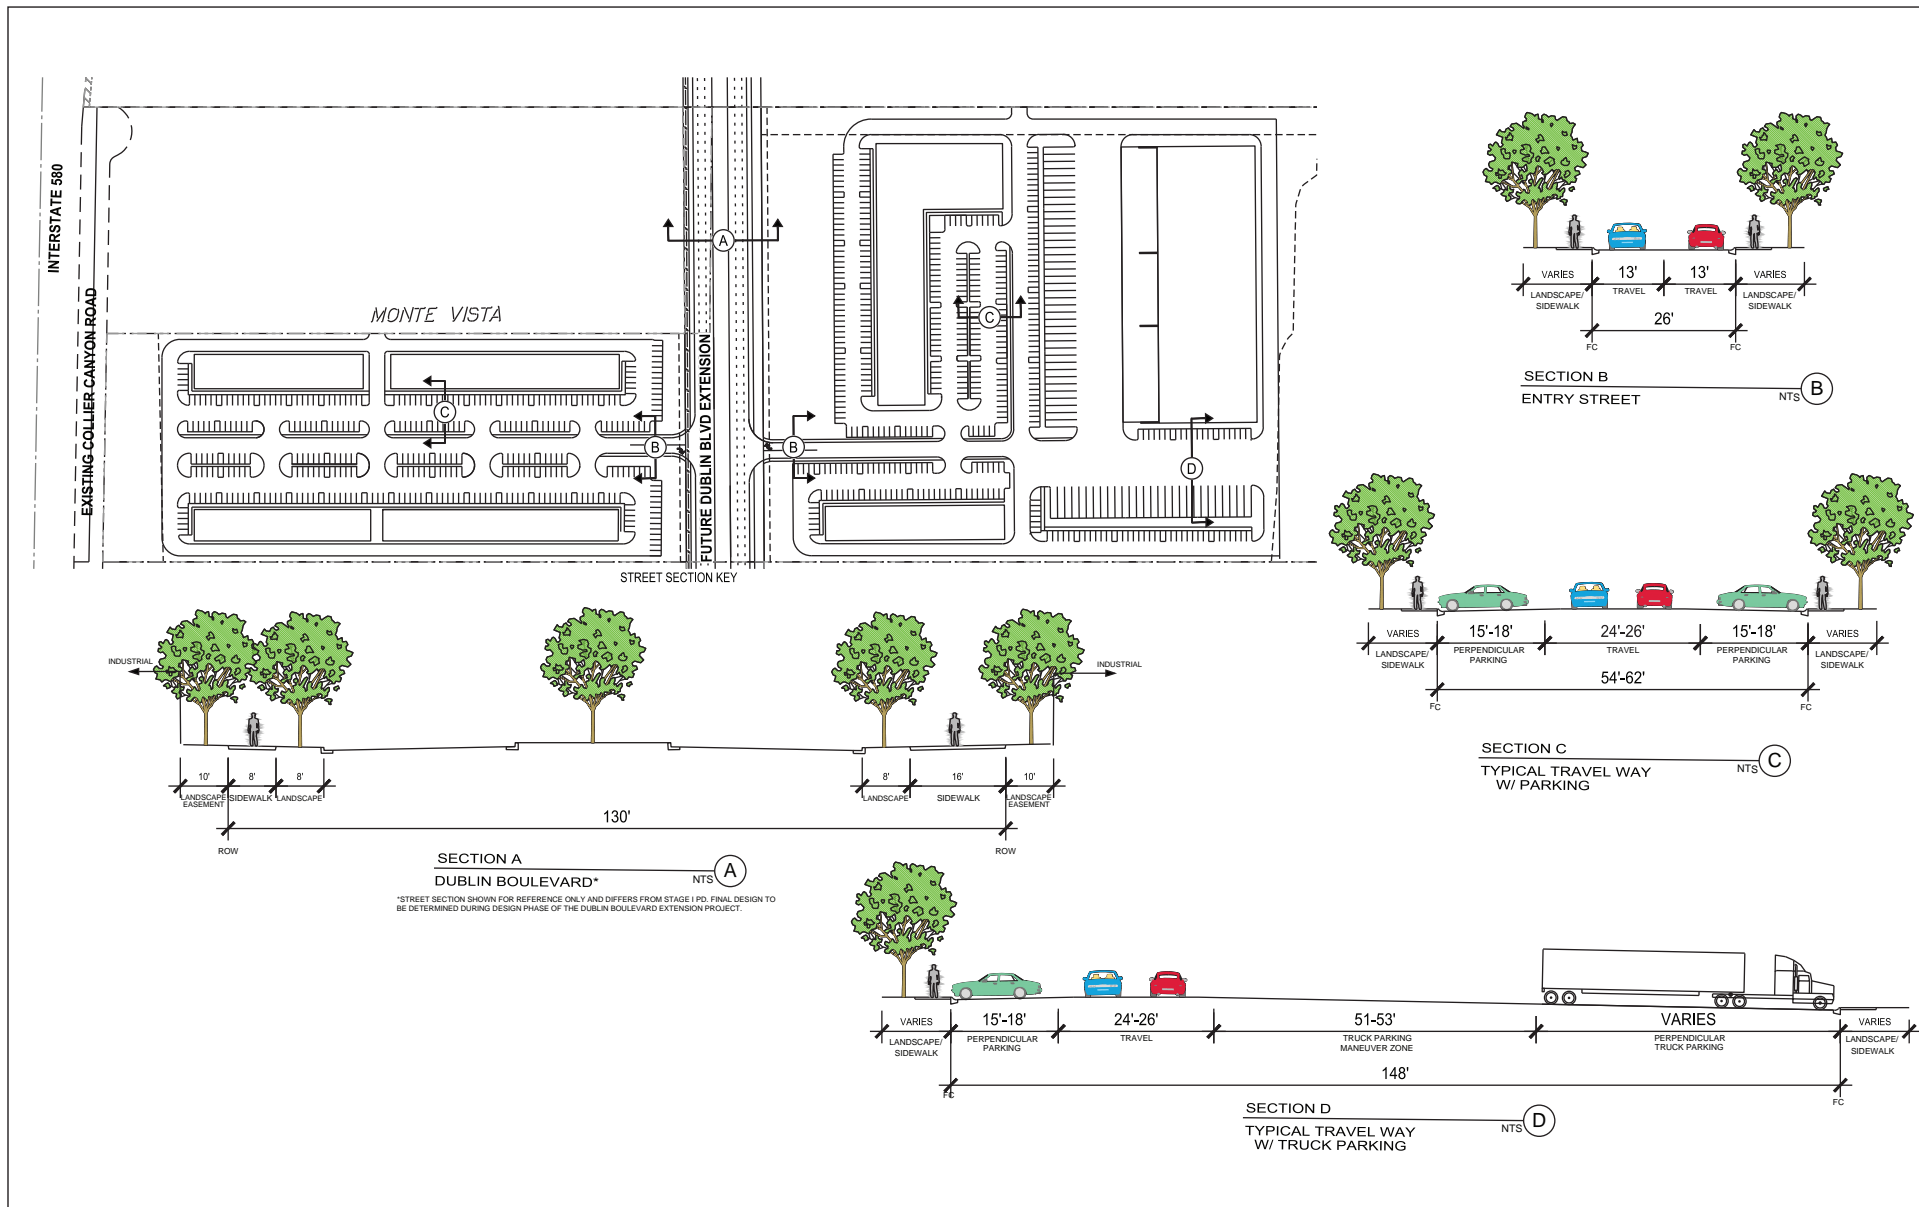 INTERSTATE 580
EXISTING COLLIER CANYON ROAD
MONTE VISTA
FUTURE DUBLIN BLVD EXTENSION
A
C
C
B
B
D
STREET SECTION KEY
VARIES
13'
13'
VARIES
LANDSCAPE/
SIDEWALK
TRAVEL
TRAVEL
LANDSCAPE/
SIDEWALK
26'
FC
FC
SECTION B
ENTRY STREET
NTS
B
VARIES
15'-18'
24'-26'
15'-18'
VARIES
LANDSCAPE/
SIDEWALK
PERPENDICULAR
PARKING
TRAVEL
PERPENDICULAR
PARKING
LANDSCAPE/
SIDEWALK
54'-62'
FC
FC
SECTION C
TYPICAL TRAVEL WAY
W/ PARKING
NTS
C
INDUSTRIAL
INDUSTRIAL
10'
8'
8'
8'
16'
10'
LANDSCAPE
EASEMENT
SIDEWALK
LANDSCAPE
LANDSCAPE
SIDEWALK
LANDSCAPE
EASEMENT
130'
ROW
ROW
SECTION A
DUBLIN BOULEVARD*
NTS
A
*STREET SECTION SHOWN FOR REFERENCE ONLY AND DIFFERS FROM STAGE I PD. FINAL DESIGN TO
BE DETERMINED DURING DESIGN PHASE OF THE DUBLIN BOULEVARD EXTENSION PROJECT.
VARIES
15'-18'
24'-26'
51-53'
VARIES
VARIES
LANDSCAPE/
SIDEWALK
PERPENDICULAR
PARKING
TRAVEL
TRUCK PARKING
MANEUVER ZONE
PERPENDICULAR
TRUCK PARKING
LANDSCAPE/
SIDEWALK
148'
FC
FC
SECTION D
TYPICAL TRAVEL WAY
W/ TRUCK PARKING
NTS
D